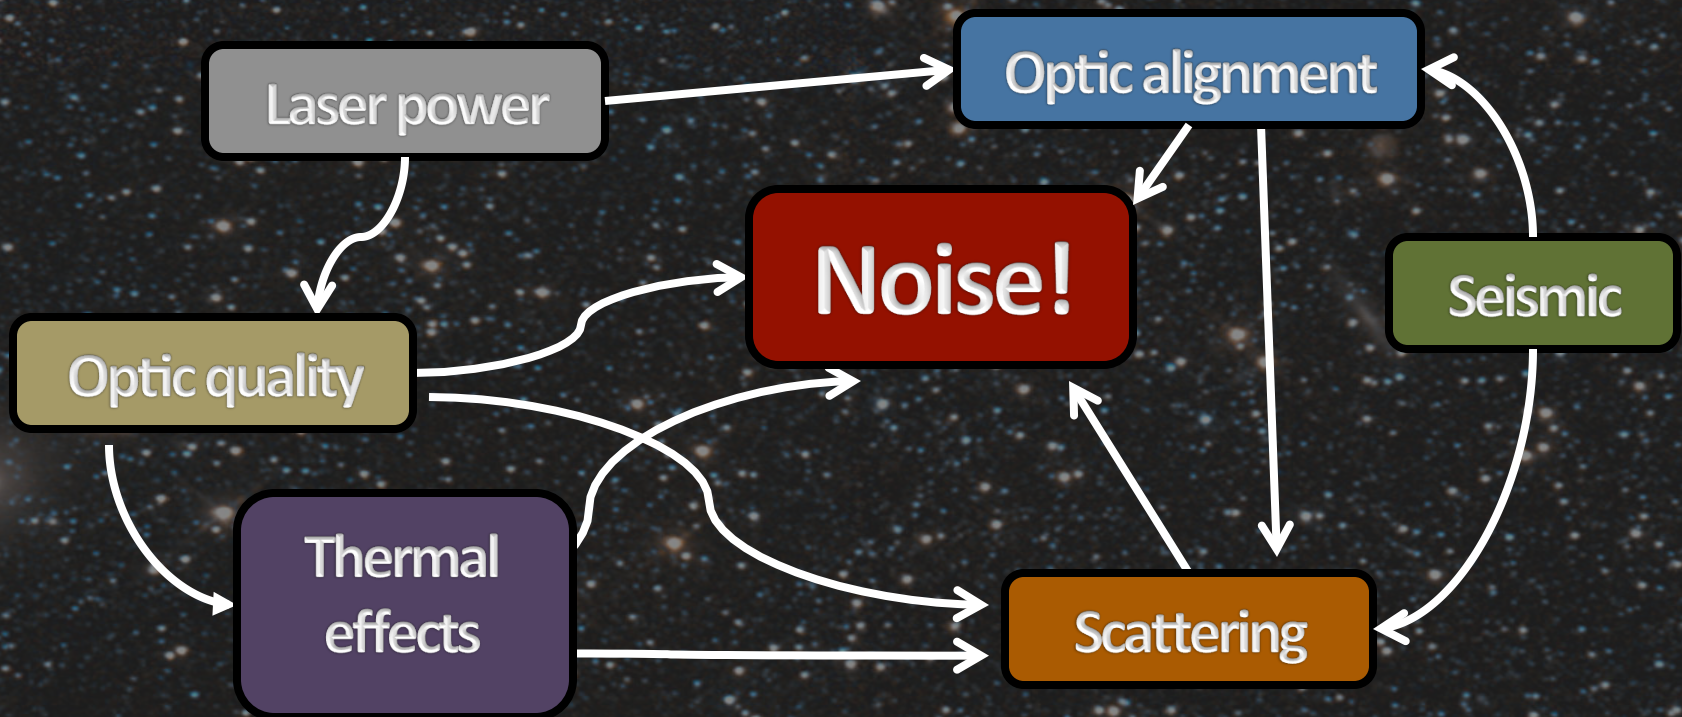 Laser power
Optic alignment
Noise!
Seismic
Optic quality
Thermal
effects
Scattering